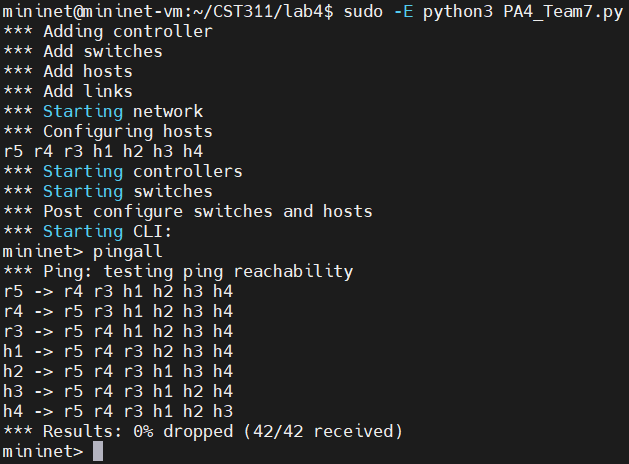 mininet@mininet-vm:~/CST311/lab4$ sudo -E python3 PA4_Team7.py
*** Adding controller
*** Add switches
*** Add hosts
*** Add links
*** Starting network
*** Configuring hosts
r5 r4 r3 h1 h2 h3 h4
*** Starting controllers
*** Starting switches
*** Post configure switches and hosts
*** Starting CLI:
mininet> pingall
*** Ping: testing ping reachability
r5 -> r4 r3 h1 h2 h3 h4
r4 -> r5 r3 h1 h2 h3 h4
r3 -> r5 r4 h1 h2 h3 h4
h1 -> r5 r4 r3 h2 h3 h4
h2 -> r5 r4 r3 h1 h3 h4
h3 -> r5 r4 r3 h1 h2 h4
h4 -> r5 r4 r3 h1 h2 h3
*** Results: 0% dropped (42/42 received)
mininet>